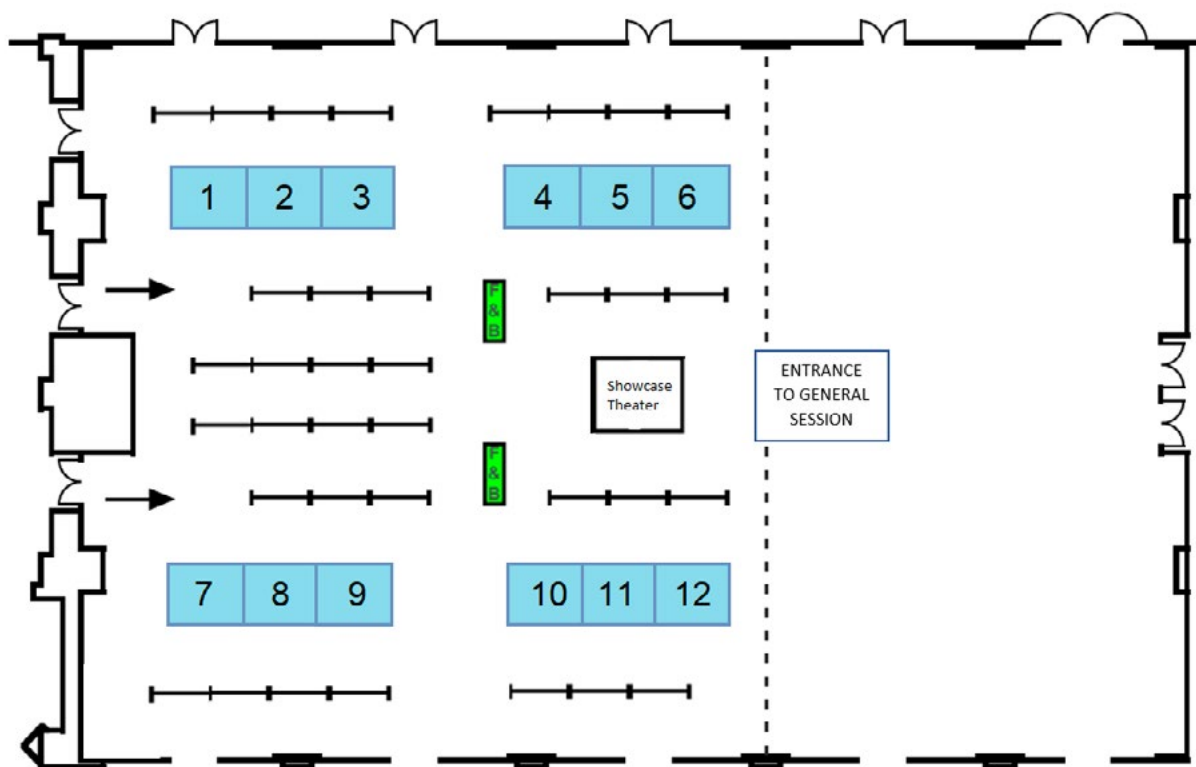 1 2 3 4 5 6
F
&
B
Showcase
Theater
ENTRANCE
TO GENERAL
SESSION
F
&
B
7 8 9 10 11 12